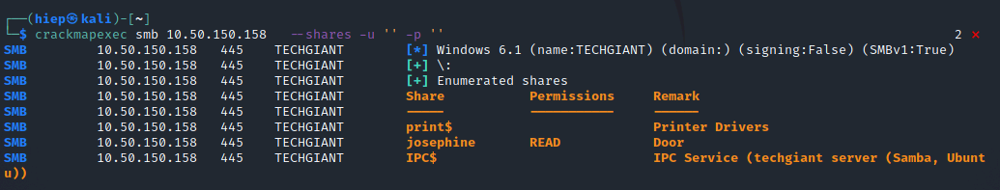 ┌──(hiep㉿kali)-[~]
└─$ crackmapexec smb 10.50.150.158   --shares -u '' -p '' 2 ⨯
SMB         10.50.150.158   445    TECHGIANT        [*] Windows 6.1 (name:TECHGIANT) (domain:) (signing:False) (SMBv1:True)
SMB         10.50.150.158   445    TECHGIANT        [+] \:
SMB         10.50.150.158   445    TECHGIANT        [+] Enumerated shares
SMB         10.50.150.158   445    TECHGIANT        Share           Permissions     Remark
SMB         10.50.150.158   445    TECHGIANT        -----           -----------     ------
SMB         10.50.150.158   445    TECHGIANT        print$                          Printer Drivers
SMB         10.50.150.158   445    TECHGIANT        josephine       READ            Door
SMB         10.50.150.158   445    TECHGIANT        IPC$                            IPC Service (techgiant server (Samba, Ubunt
u))